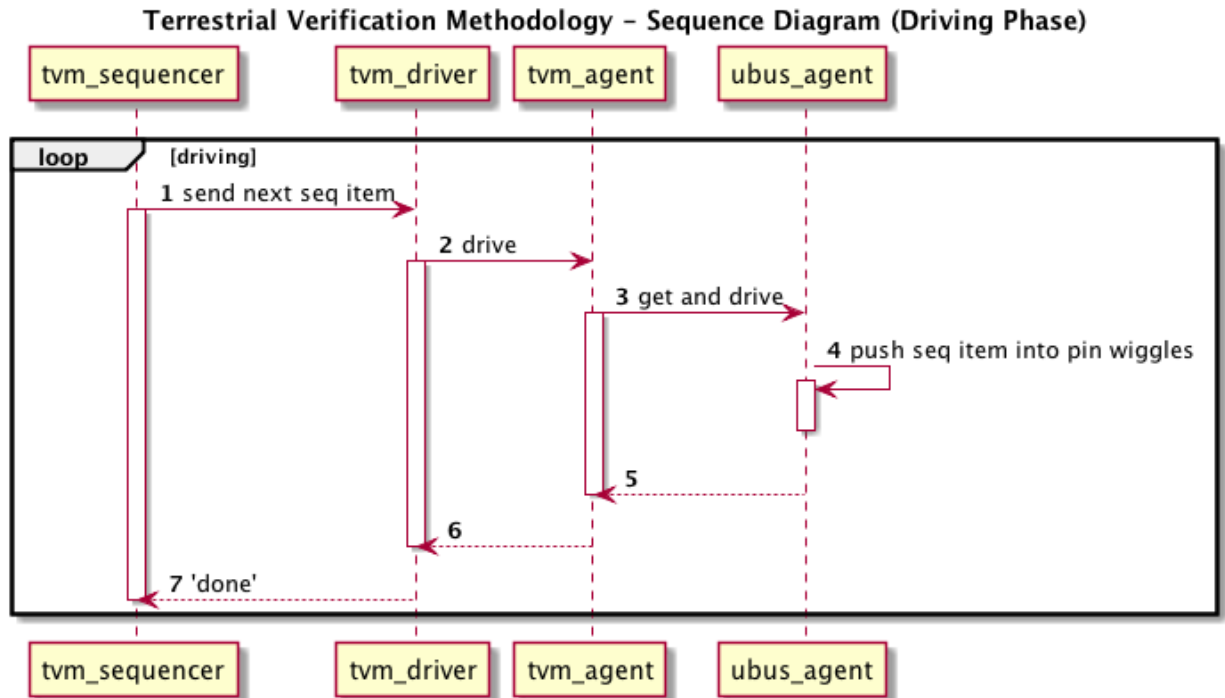 Terrestrial Verification Methodology – Sequence Diagram (Driving Phase)
tvm_sequencer tvm_driver tvm_agent ubus_agent
loop [driving]
1 send next seq item
2 drive
3 get and drive
4 push seq item into pin wiggles
5
6
7 'done'
tvm_sequencer tvm_driver tvm_agent ubus_agent